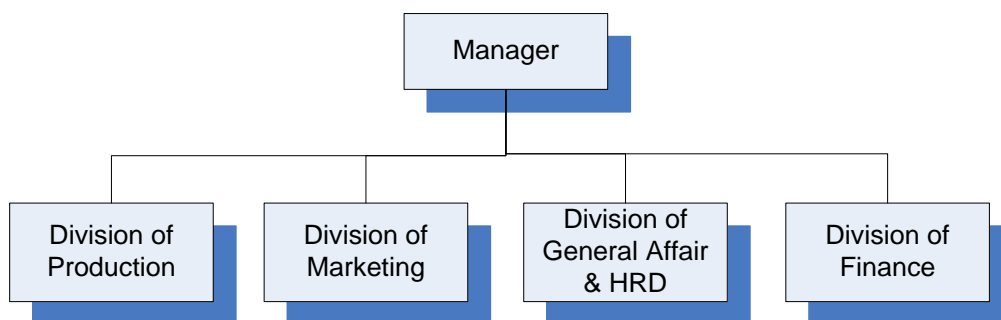 Manager
Division of
Production
Division of
Marketing
Division of
General Affair
& HRD
Division of
Finance